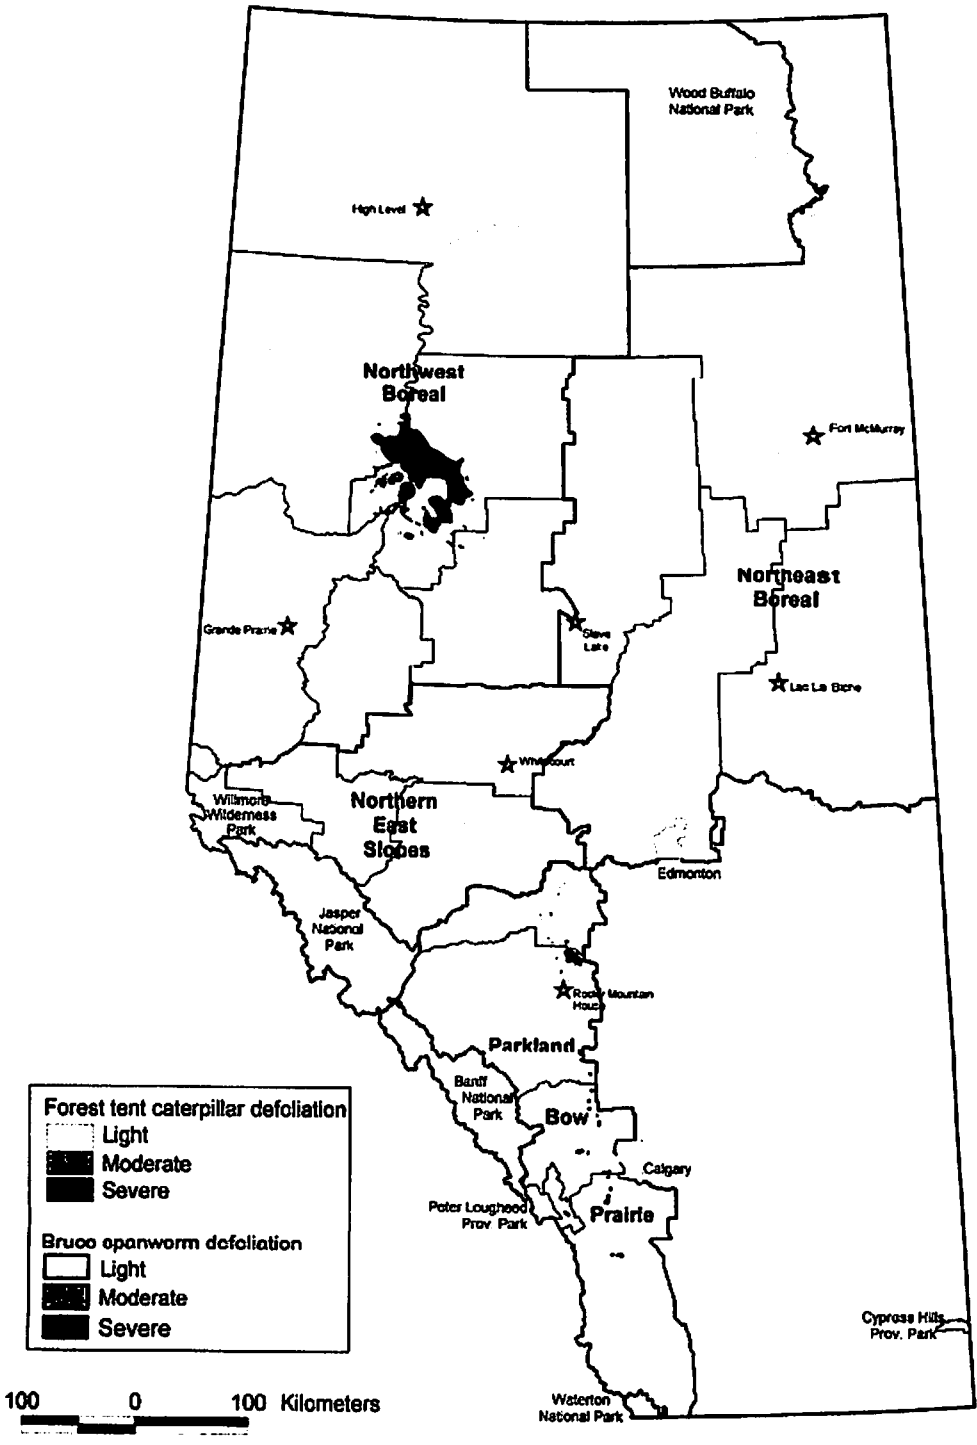 Wood Buffalo
National Park
High Level
Northwest
Boreal
Fort McMurray
Northeast
Boreal
Grande Prairie
Slave
Lake
Lac La Biche
Whitecourt
Willmore
Wilderness
Park
Northern
East
Slopes
Edmonton
Jasper
National
Park
Rocky Mountain
House
Parkland
Banff
National
Park
Bow
Calgary
Peter Lougheed
Prov. Park
Prairie
Forest tent caterpillar defoliation
Light
Moderate
Severe
Bruce spanworm defoliation
Light
Moderate
Severe
Cypress Hills
Prov. Park
Waterton
National Park
100 0 100 Kilometers